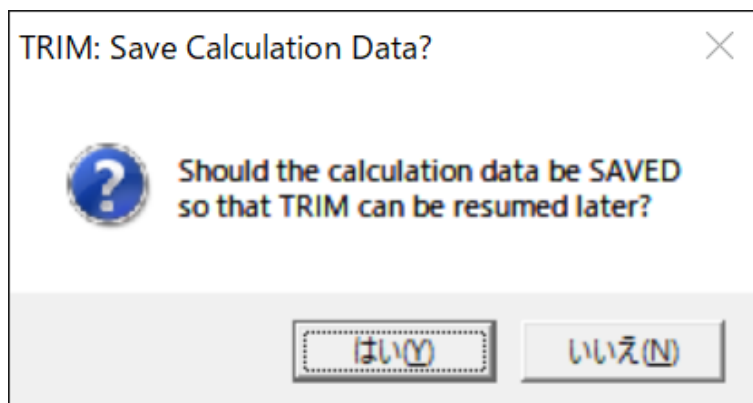 TRIM: Save Calculation Data?
Should the calculation data be SAVED
so that TRIM can be resumed later?
はい(Y)
いいえ(N)